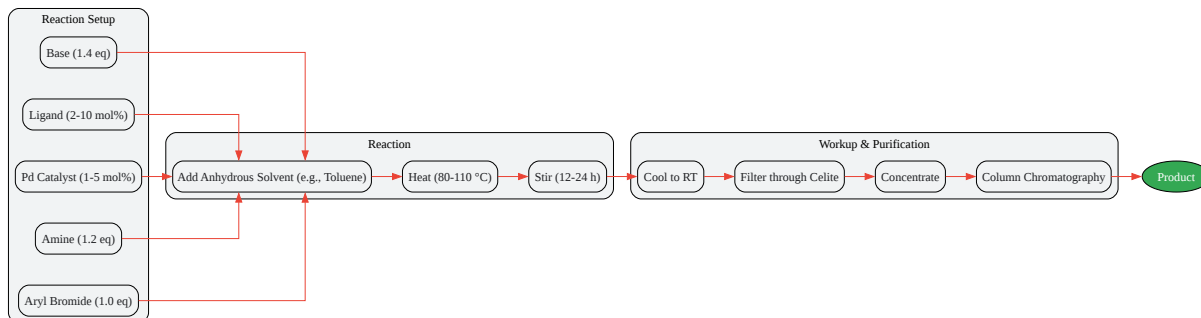 Reaction Setup
Base (1.4 eq)
Ligand (2-10 mol%)
Pd Catalyst (1-5 mol%)
Amine (1.2 eq)
Aryl Bromide (1.0 eq)
Reaction
Add Anhydrous Solvent (e.g., Toluene)
Heat (80-110 °C)
Stir (12-24 h)
Workup & Purification
Cool to RT
Filter through Celite
Concentrate
Column Chromatography
Product